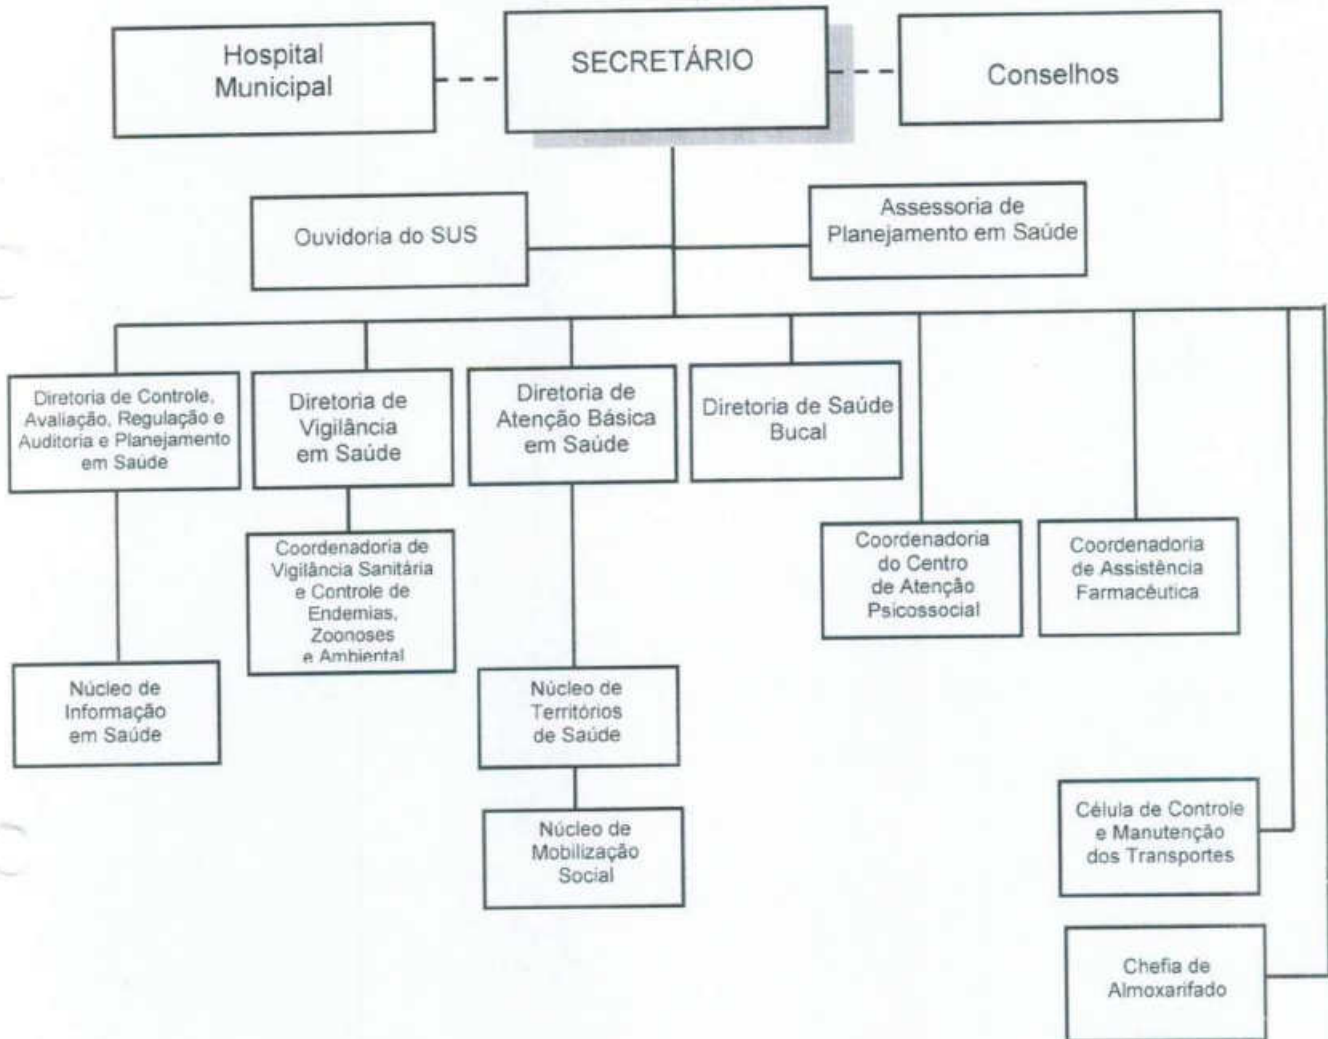 Hospital
Municipal
SECRETÁRIO
Conselhos
Ouvidoria do SUS
Assessoria de
Planejamento em Saúde
Diretoria de Controle,
Avaliação, Regulação e
Auditoria e Planejamento
em Saúde
Diretoria de
Vigilância
em Saúde
Diretoria de
Atenção Básica
em Saúde
Diretoria de Saúde
Bucal
Coordenadoria de
Vigilância Sanitária
e Controle de
Endemias,
Zoonoses
e Ambiental
Coordenadoria
do Centro
de Atenção
Psicossocial
Coordenadoria
de Assistência
Farmacêutica
Núcleo de
Informação
em Saúde
Núcleo de
Territórios
de Saúde
Núcleo de
Mobilização
Social
Célula de Controle
e Manutenção
dos Transportes
Chefia de
Almoxarifado